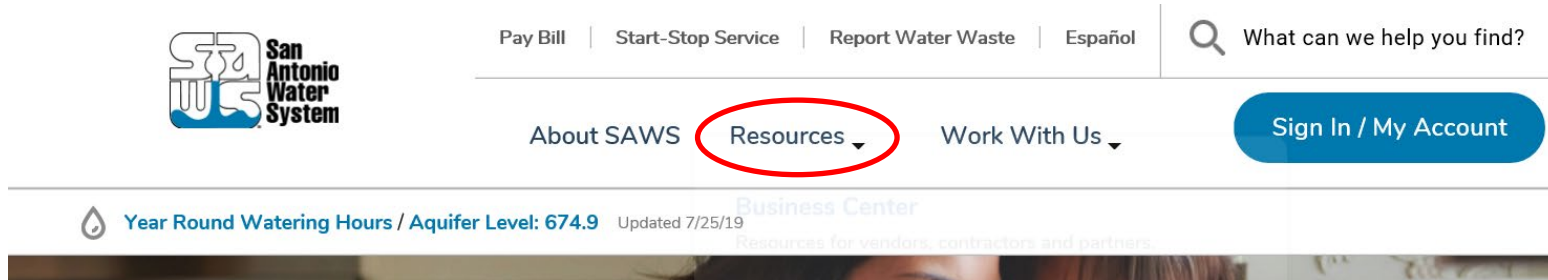 San
Antonio
Water
System
Pay Bill | Start-Stop Service | Report Water Waste | Español
What can we help you find?
About SAWS Resources Work With Us
Sign In / My Account
Year Round Watering Hours / Aquifer Level: 674.9 Updated 7/25/19
Business Center
Resources for vendors, contractors and partners.